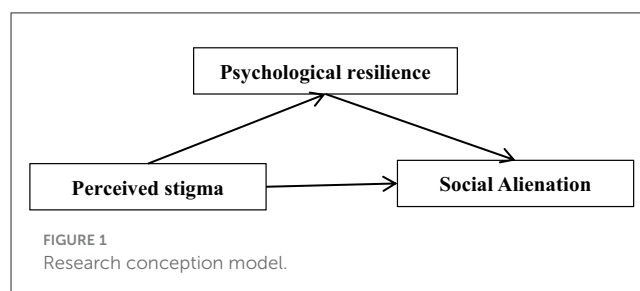 Psychological resilience
Perceived stigma
Social Alienation
FIGURE 1
Research conception model.